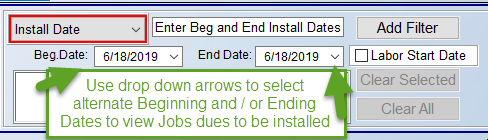 Install Date
Enter Beg and End Install Dates
Add Filter
Beg.Date:
6/18/2019
End Date:
6/18/2019
Labor Start Date
Use drop down arrows to select
alternate Beginning and / or Ending
Dates to view Jobs dues to be installed
Clear Selected
Clear All